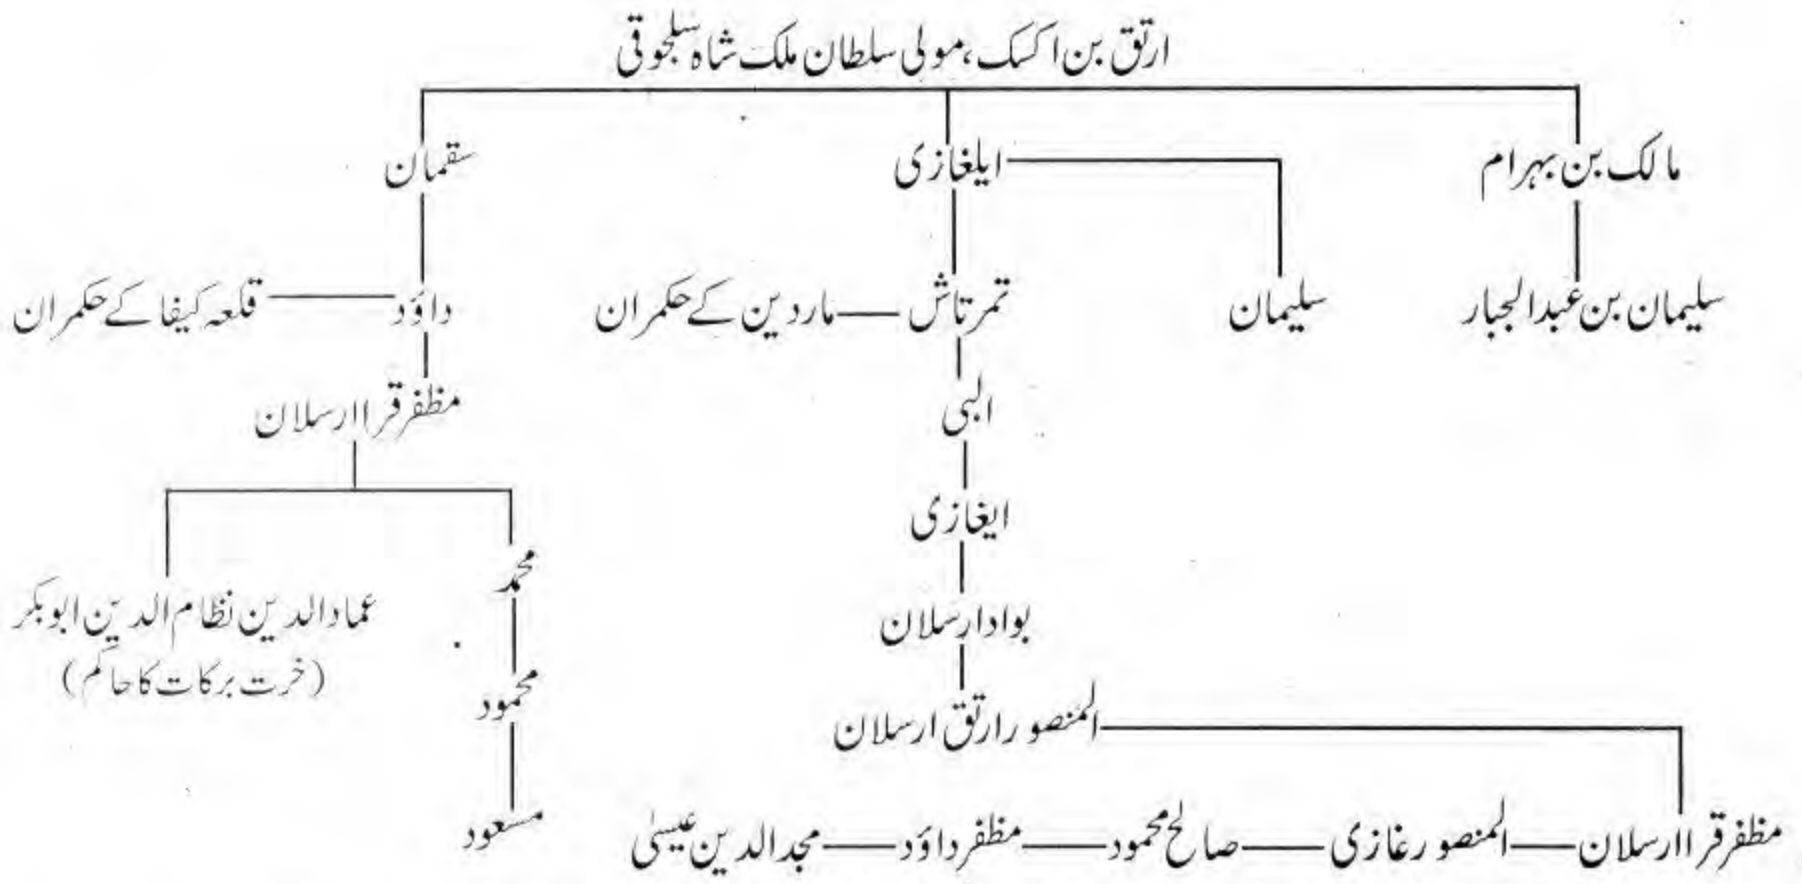 ارتق بن اکسک، مولی سلطان ملک شاہ سلجوقی
مالک بن بہرام
ایلغازی
سقمان
سلیمان بن عبدالجبار
سلیمان
تمرتاش — ماردین کے حکمران
داؤد — قلعہ کیفا کے حکمران
البی
مظفر قرا ارسلان
ایغازی
محمد
عمادالدین نظام الدین ابوبکر
(خرت برکات کا حاکم)
بوادارسلان
محمود
المنصور ارتق ارسلان
مسعود
مظفر قرا ارسلان — المنصور غازی — صالح محمود — مظفر داؤد — مجدالدین عیسیٰ